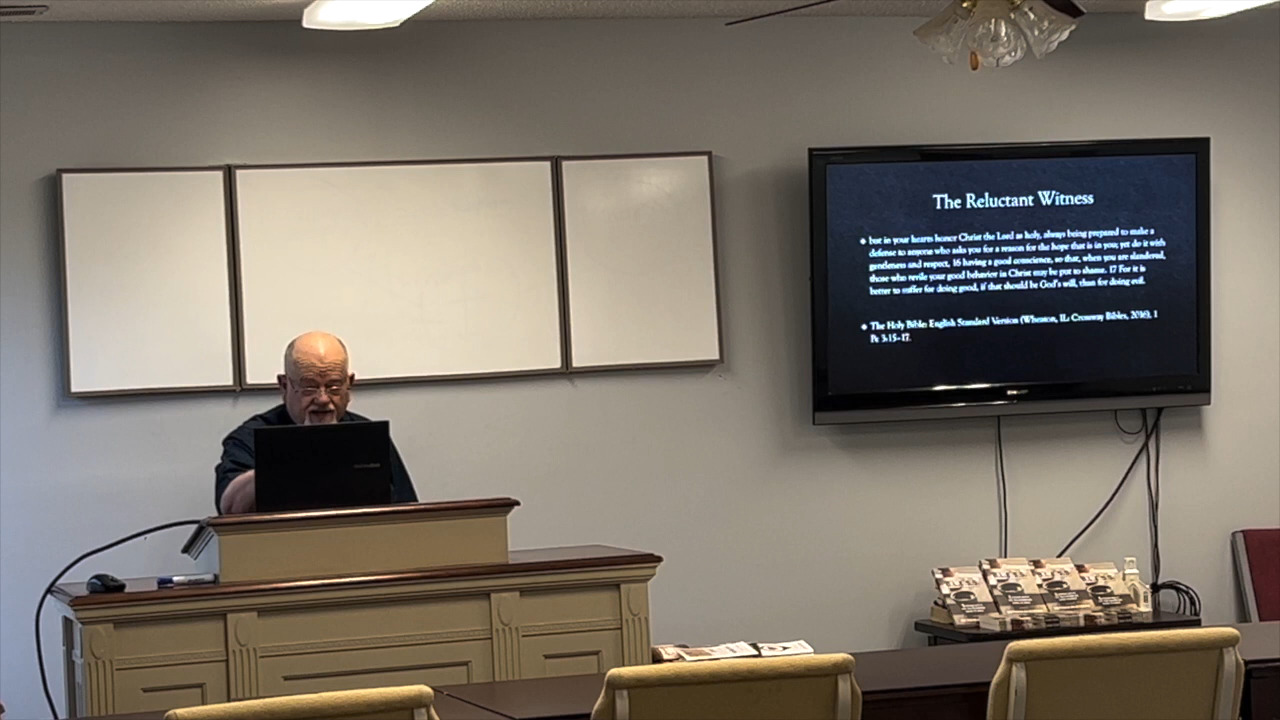 The Reluctant Witness
but in your hearts honor Christ the Lord as holy, always being prepared to make a
defense to anyone who asks you for a reason for the hope that is in you; yet do it with
gentleness and respect, 16 having a good conscience, so that, when you are slandered,
those who revile your good behavior in Christ may be put to shame. 17 For it is
better to suffer for doing good, if that should be God's will, than for doing evil.
The Holy Bible: English Standard Version (Wheaton, IL: Crossway Bibles, 2016), 1
Pe 3:15–17.